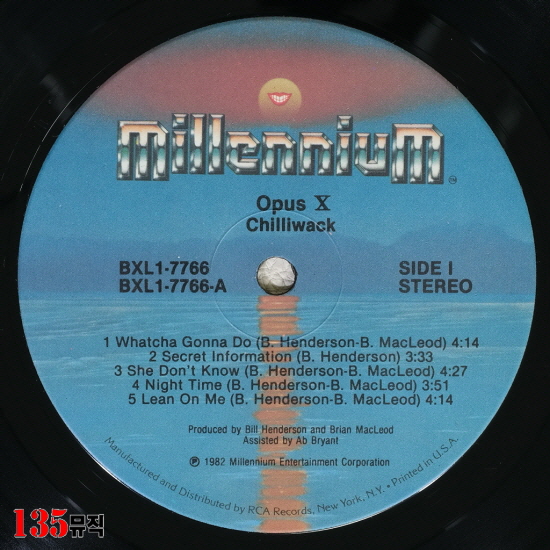 millennium
TM
Opus X
Chilliwack
BXL1-7766
BXL1-7766-A
SIDE I
STEREO
1 Whatcha Gonna Do (B. Henderson-B. MacLeod) 4:14
2 Secret Information (B. Henderson) 3:33
3 She Don't Know (B. Henderson-B. MacLeod) 4:27
4 Night Time (B. Henderson-B. MacLeod) 3:51
5 Lean On Me (B. Henderson-B. MacLeod) 4:14
Produced by Bill Henderson and Brian MacLeod
Assisted by Ab Bryant
℗ 1982 Millennium Entertainment Corporation
Manufactured and Distributed by RCA Records, New York, N.Y. • Printed in U.S.A.
135뮤직